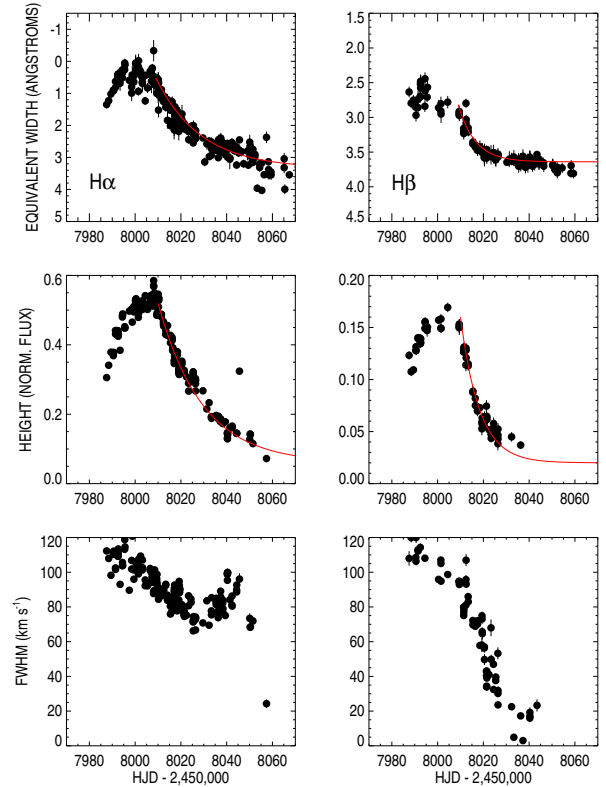 EQUIVALENT WIDTH (ANGSTROMS)
-1
0
1
2
3
4
5
Hα
7980 8000 8020 8040 8060
1.5
2.0
2.5
3.0
3.5
4.0
4.5
Hβ
7980 8000 8020 8040 8060
HEIGHT (NORM. FLUX)
0.6
0.4
0.2
0.0
7980 8000 8020 8040 8060
0.20
0.15
0.10
0.05
0.00
7980 8000 8020 8040 8060
FWHM (km s⁻¹)
120
100
80
60
40
20
0
7980 8000 8020 8040 8060
HJD - 2,450,000
120
100
80
60
40
20
0
7980 8000 8020 8040 8060
HJD - 2,450,000